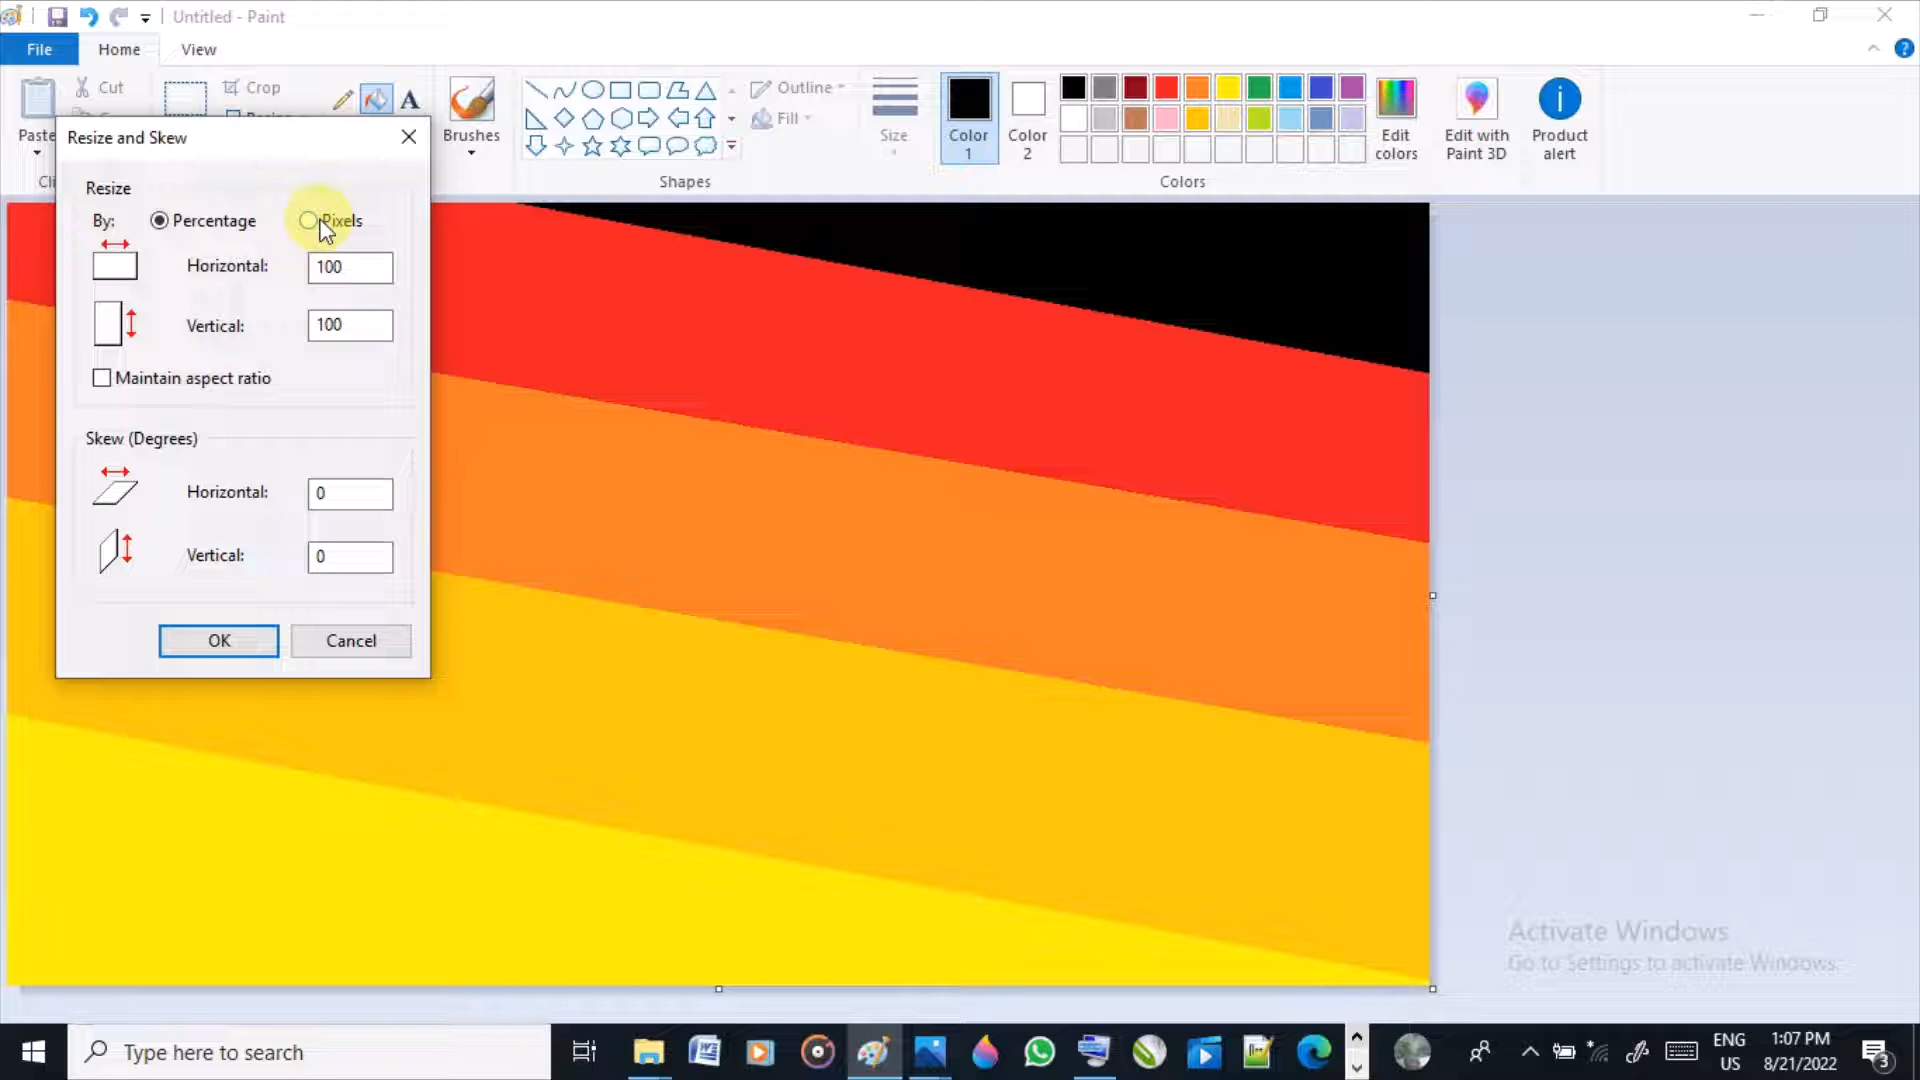 Untitled - Paint
File
Home
View
Paste
Cut
Crop
A
Brushes
Shapes
Outline
Fill
Size
Color 1
Color 2
Edit colors
Edit with Paint 3D
Product alert
Colors
Resize and Skew
Resize
By:
Percentage
Pixels
Horizontal:
100
Vertical:
100
Maintain aspect ratio
Skew (Degrees)
Horizontal:
0
Vertical:
0
OK
Cancel
Activate Windows
Go to Settings to activate Windows.
Type here to search
ENG
US
1:07 PM
8/21/2022
3